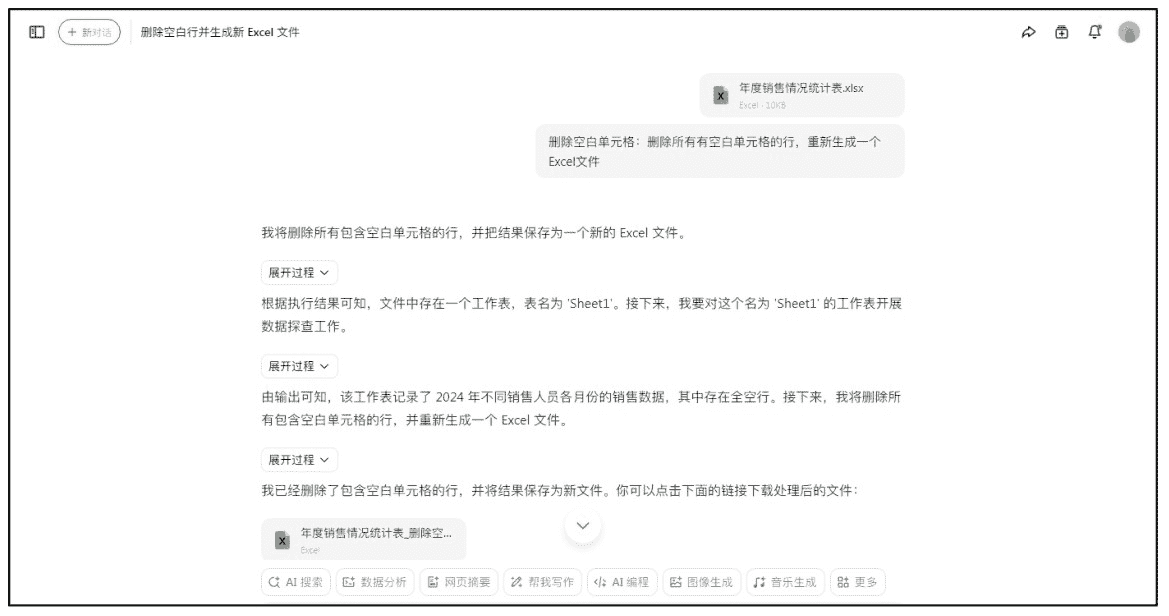 新对话
删除空白行并生成新 Excel 文件
年度销售情况统计表.xlsx
Excel · 10KB
删除空白单元格：删除所有有空白单元格的行，重新生成一个
Excel文件
我将删除所有包含空白单元格的行，并把结果保存为一个新的 Excel 文件。
展开过程
根据执行结果可知，文件中存在一个工作表，表名为 'Sheet1'。接下来，我要对这个名为 'Sheet1' 的工作表开展
数据探查工作。
展开过程
由输出可知，该工作表记录了 2024 年不同销售人员各月份的销售数据，其中存在全空行。接下来，我将删除所
有包含空白单元格的行，并重新生成一个 Excel 文件。
展开过程
我已经删除了包含空白单元格的行，并将结果保存为新文件。你可以点击下面的链接下载处理后的文件：
年度销售情况统计表_删除空...
Excel
AI 搜索 数据分析 网页摘要 帮我写作 AI 编程 图像生成 音乐生成 更多